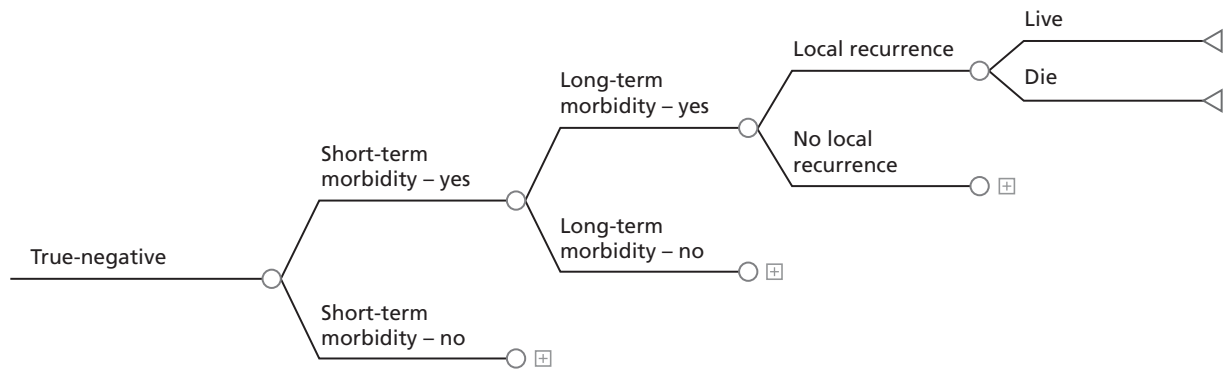 Live
Local recurrence
Die
Long-term
morbidity – yes
No local
recurrence
Short-term
morbidity – yes
Long-term
morbidity – no
True-negative
Short-term
morbidity – no